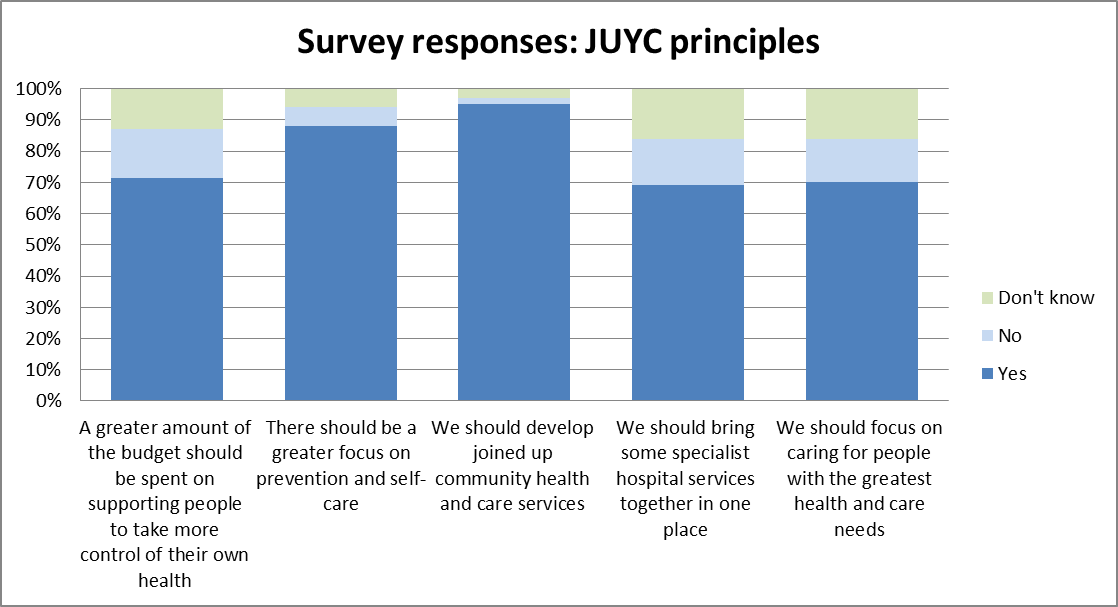 Survey responses: JUYC principles
100%
90%
80%
70%
60%
50%
40%
30%
20%
10%
0%
A greater amount of
the budget should
be spent on
supporting people
to take more
control of their own
health
There should be a
greater focus on
prevention and self-
care
We should develop
joined up
community health
and care services
We should bring
some specialist
hospital services
together in one
place
We should focus on
caring for people
with the greatest
health and care
needs
Don't know
No
Yes